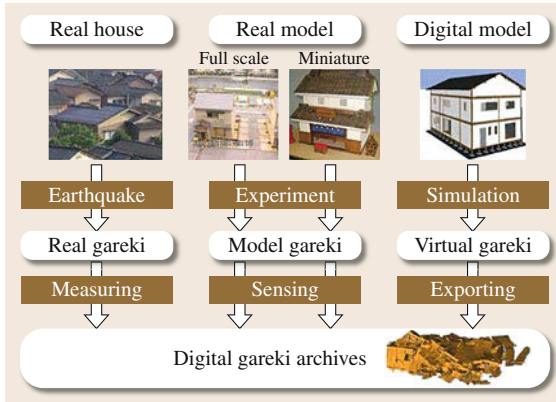 Real house
Real model
Digital model
Full scale
Miniature
Earthquake
Experiment
Simulation
Real gareki
Model gareki
Virtual gareki
Measuring
Sensing
Exporting
Digital gareki archives